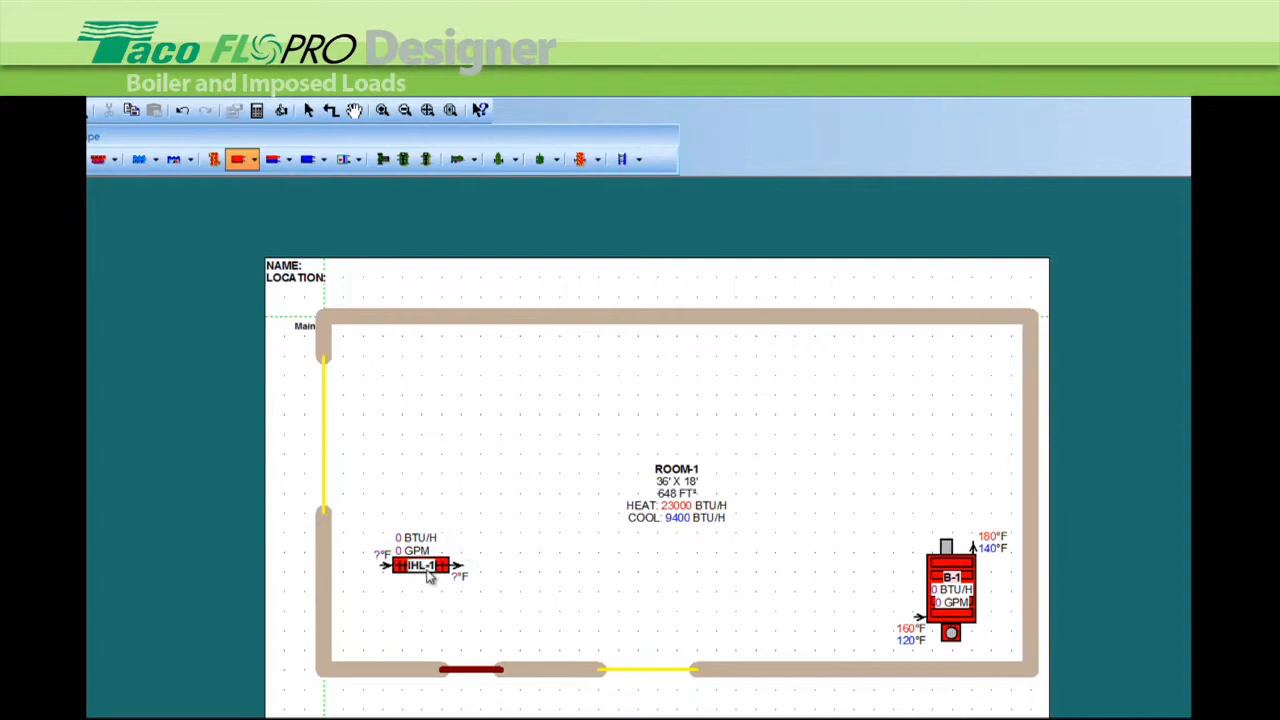 Taco FLOPRO Designer
Boiler and Imposed Loads
pe
NAME:
LOCATION:
Main
ROOM-1
36' X 18'
648 FT²
HEAT: 23000 BTU/H
COOL: 9400 BTU/H
0 BTU/H
0 GPM
?°F
IHL-1
?°F
180°F
140°F
B-1
0 BTU/H
0 GPM
160°F
120°F